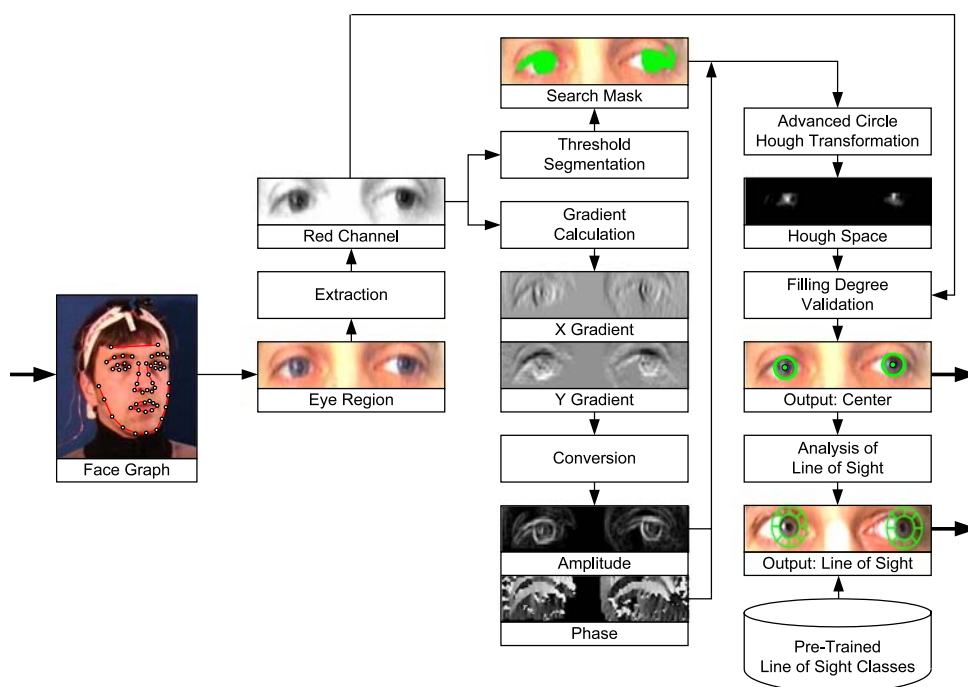 Face Graph
Eye Region
Extraction
Red Channel
Search Mask
Threshold
Segmentation
Gradient
Calculation
X Gradient
Y Gradient
Conversion
Amplitude
Phase
Advanced Circle
Hough Transformation
Hough Space
Filling Degree
Validation
Output: Center
Analysis of
Line of Sight
Output: Line of Sight
Pre-Trained
Line of Sight Classes